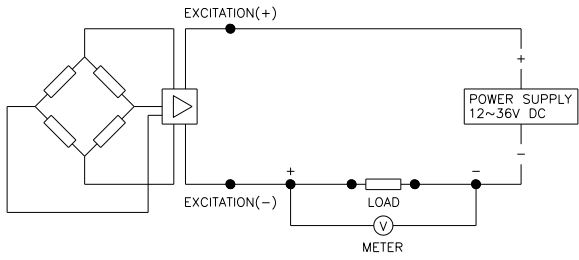 EXCITATION(+)
+
POWER SUPPLY
12~36V DC
−
+
−
EXCITATION(−)
LOAD
V
METER